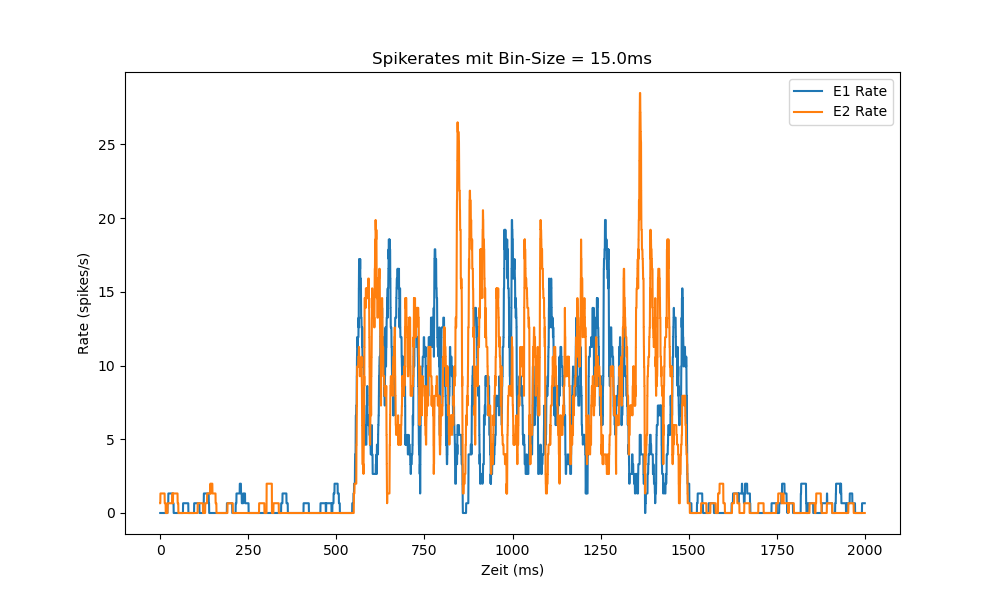 Spikerates mit Bin-Size = 15.0ms
E1 Rate
E2 Rate
Rate (spikes/s)
25
20
15
10
5
0
0 250 500 750 1000 1250 1500 1750 2000
Zeit (ms)